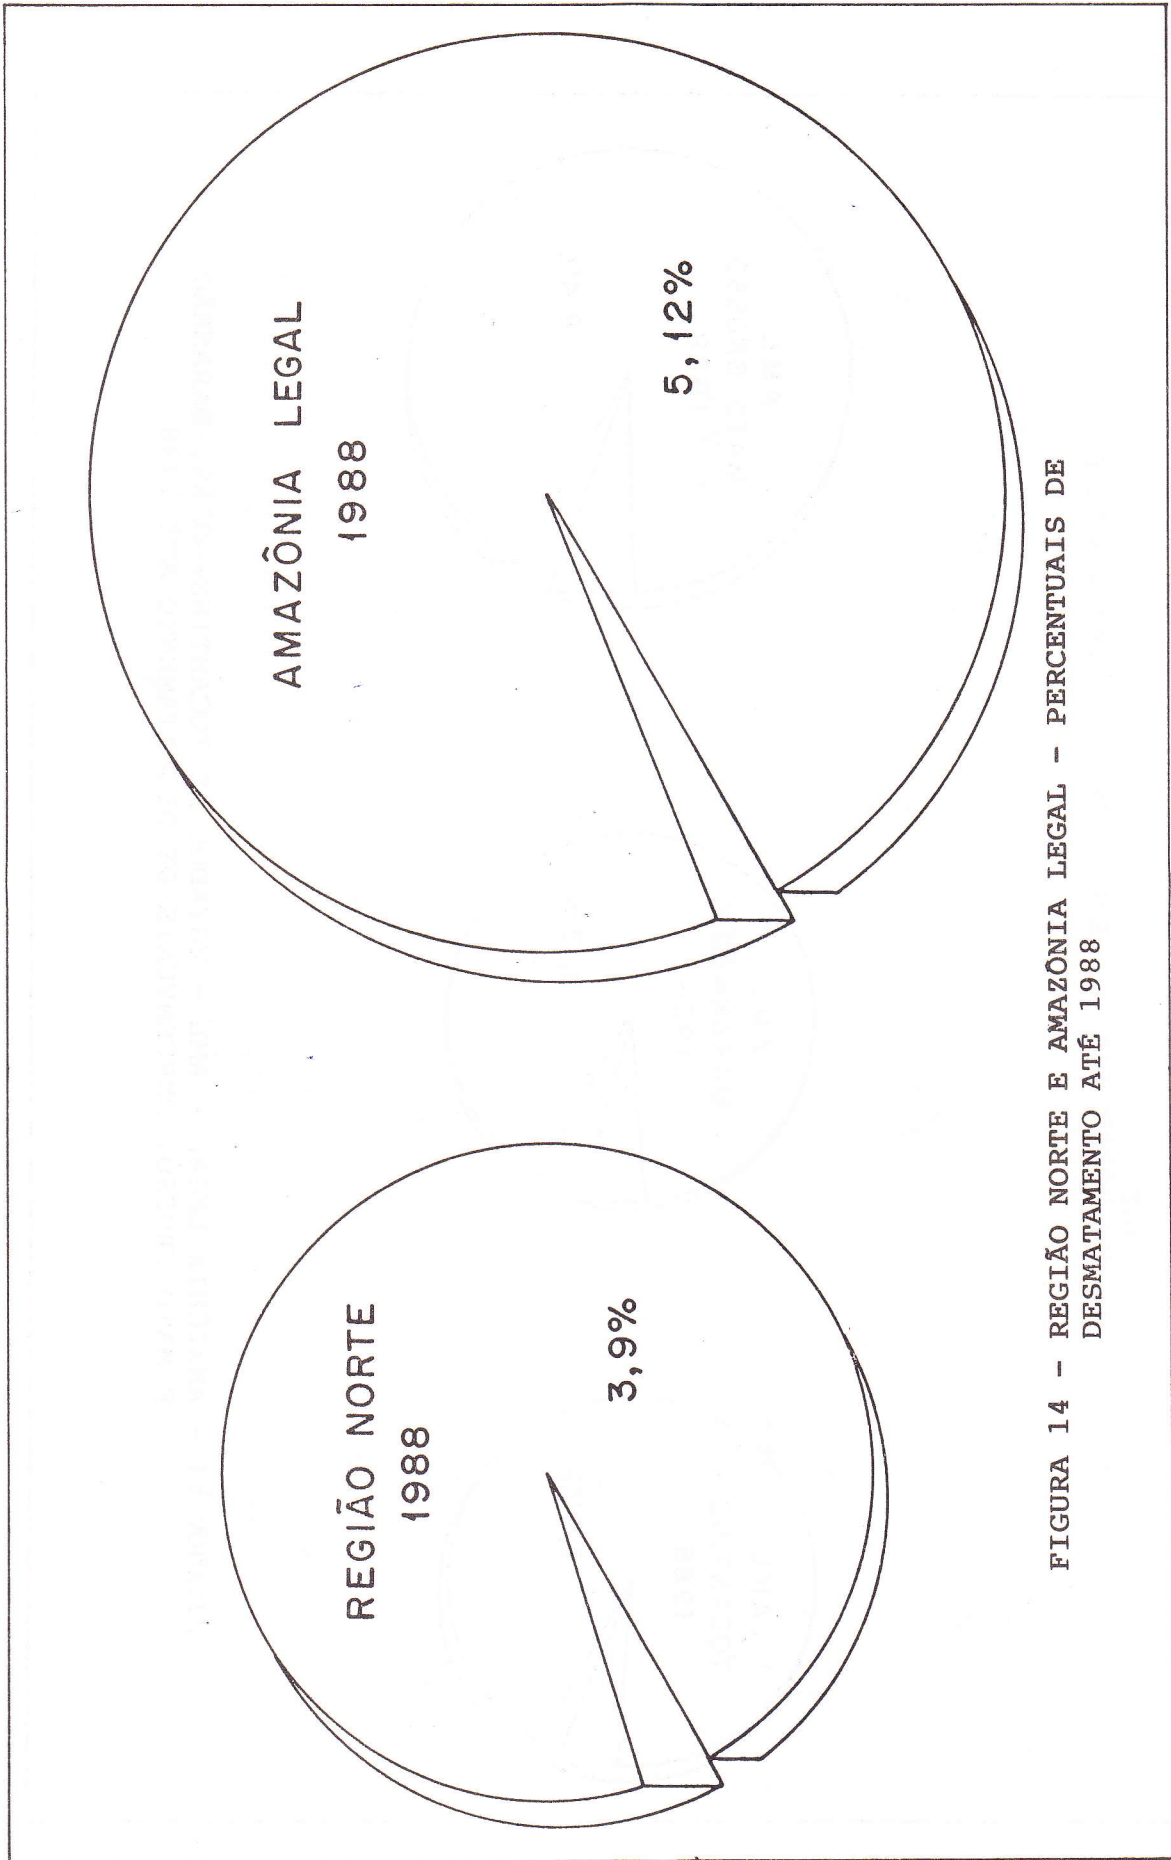 REGIÃO NORTE
1988
3,9%
AMAZÔNIA LEGAL
1988
5,12%
FIGURA 14 - REGIÃO NORTE E AMAZÔNIA LEGAL - PERCENTUAIS DE
DESMATAMENTO ATÉ 1988